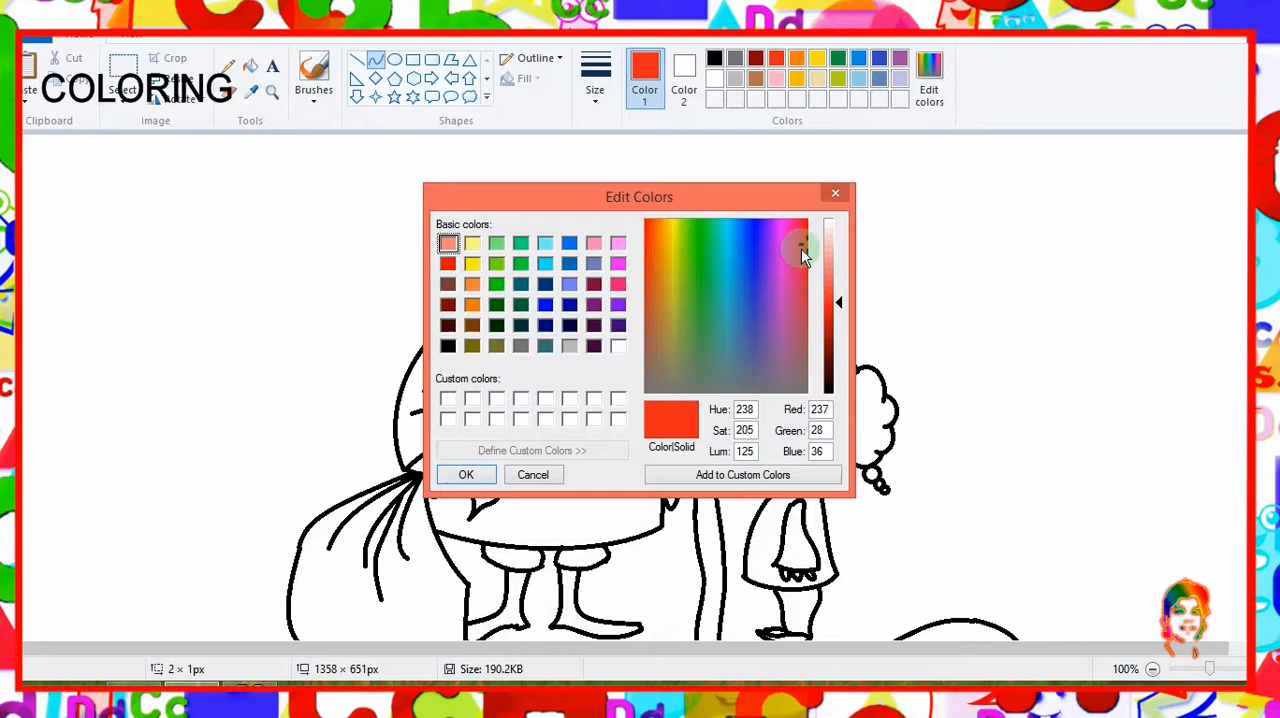 COLORING
Cut
Crop
Select
Rotate
Clipboard
Image
Tools
A
Brushes
Shapes
Outline
Fill
Size
Color
1
Color
2
Edit
colors
Colors
Edit Colors
Basic colors:
Custom colors:
Define Custom Colors >>
OK
Cancel
Color|Solid
Hue: 238
Sat: 205
Lum: 125
Red: 237
Green: 28
Blue: 36
Add to Custom Colors
2 × 1px
1358 × 651px
Size: 190.2KB
100%